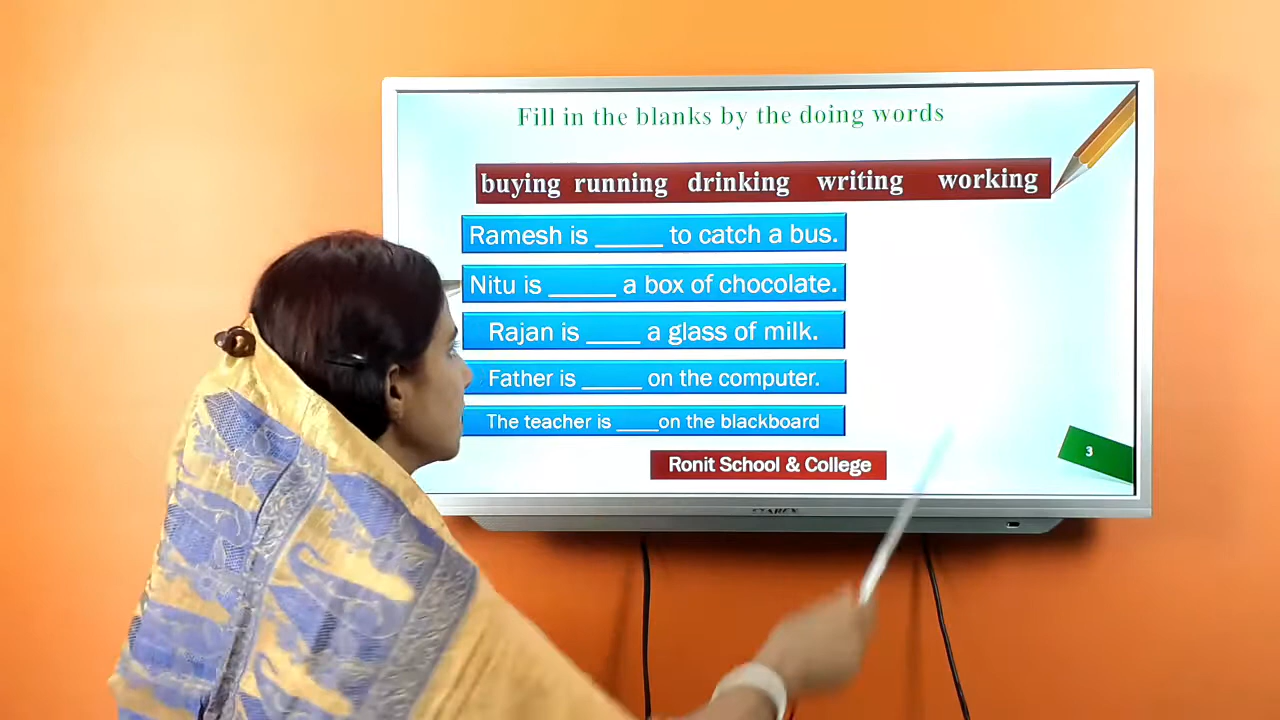 Fill in the blanks by the doing words
buying running drinking writing working
Ramesh is _____ to catch a bus.
Nitu is _____ a box of chocolate.
Rajan is ____ a glass of milk.
Father is _____ on the computer.
The teacher is ____on the blackboard
Ronit School & College
3